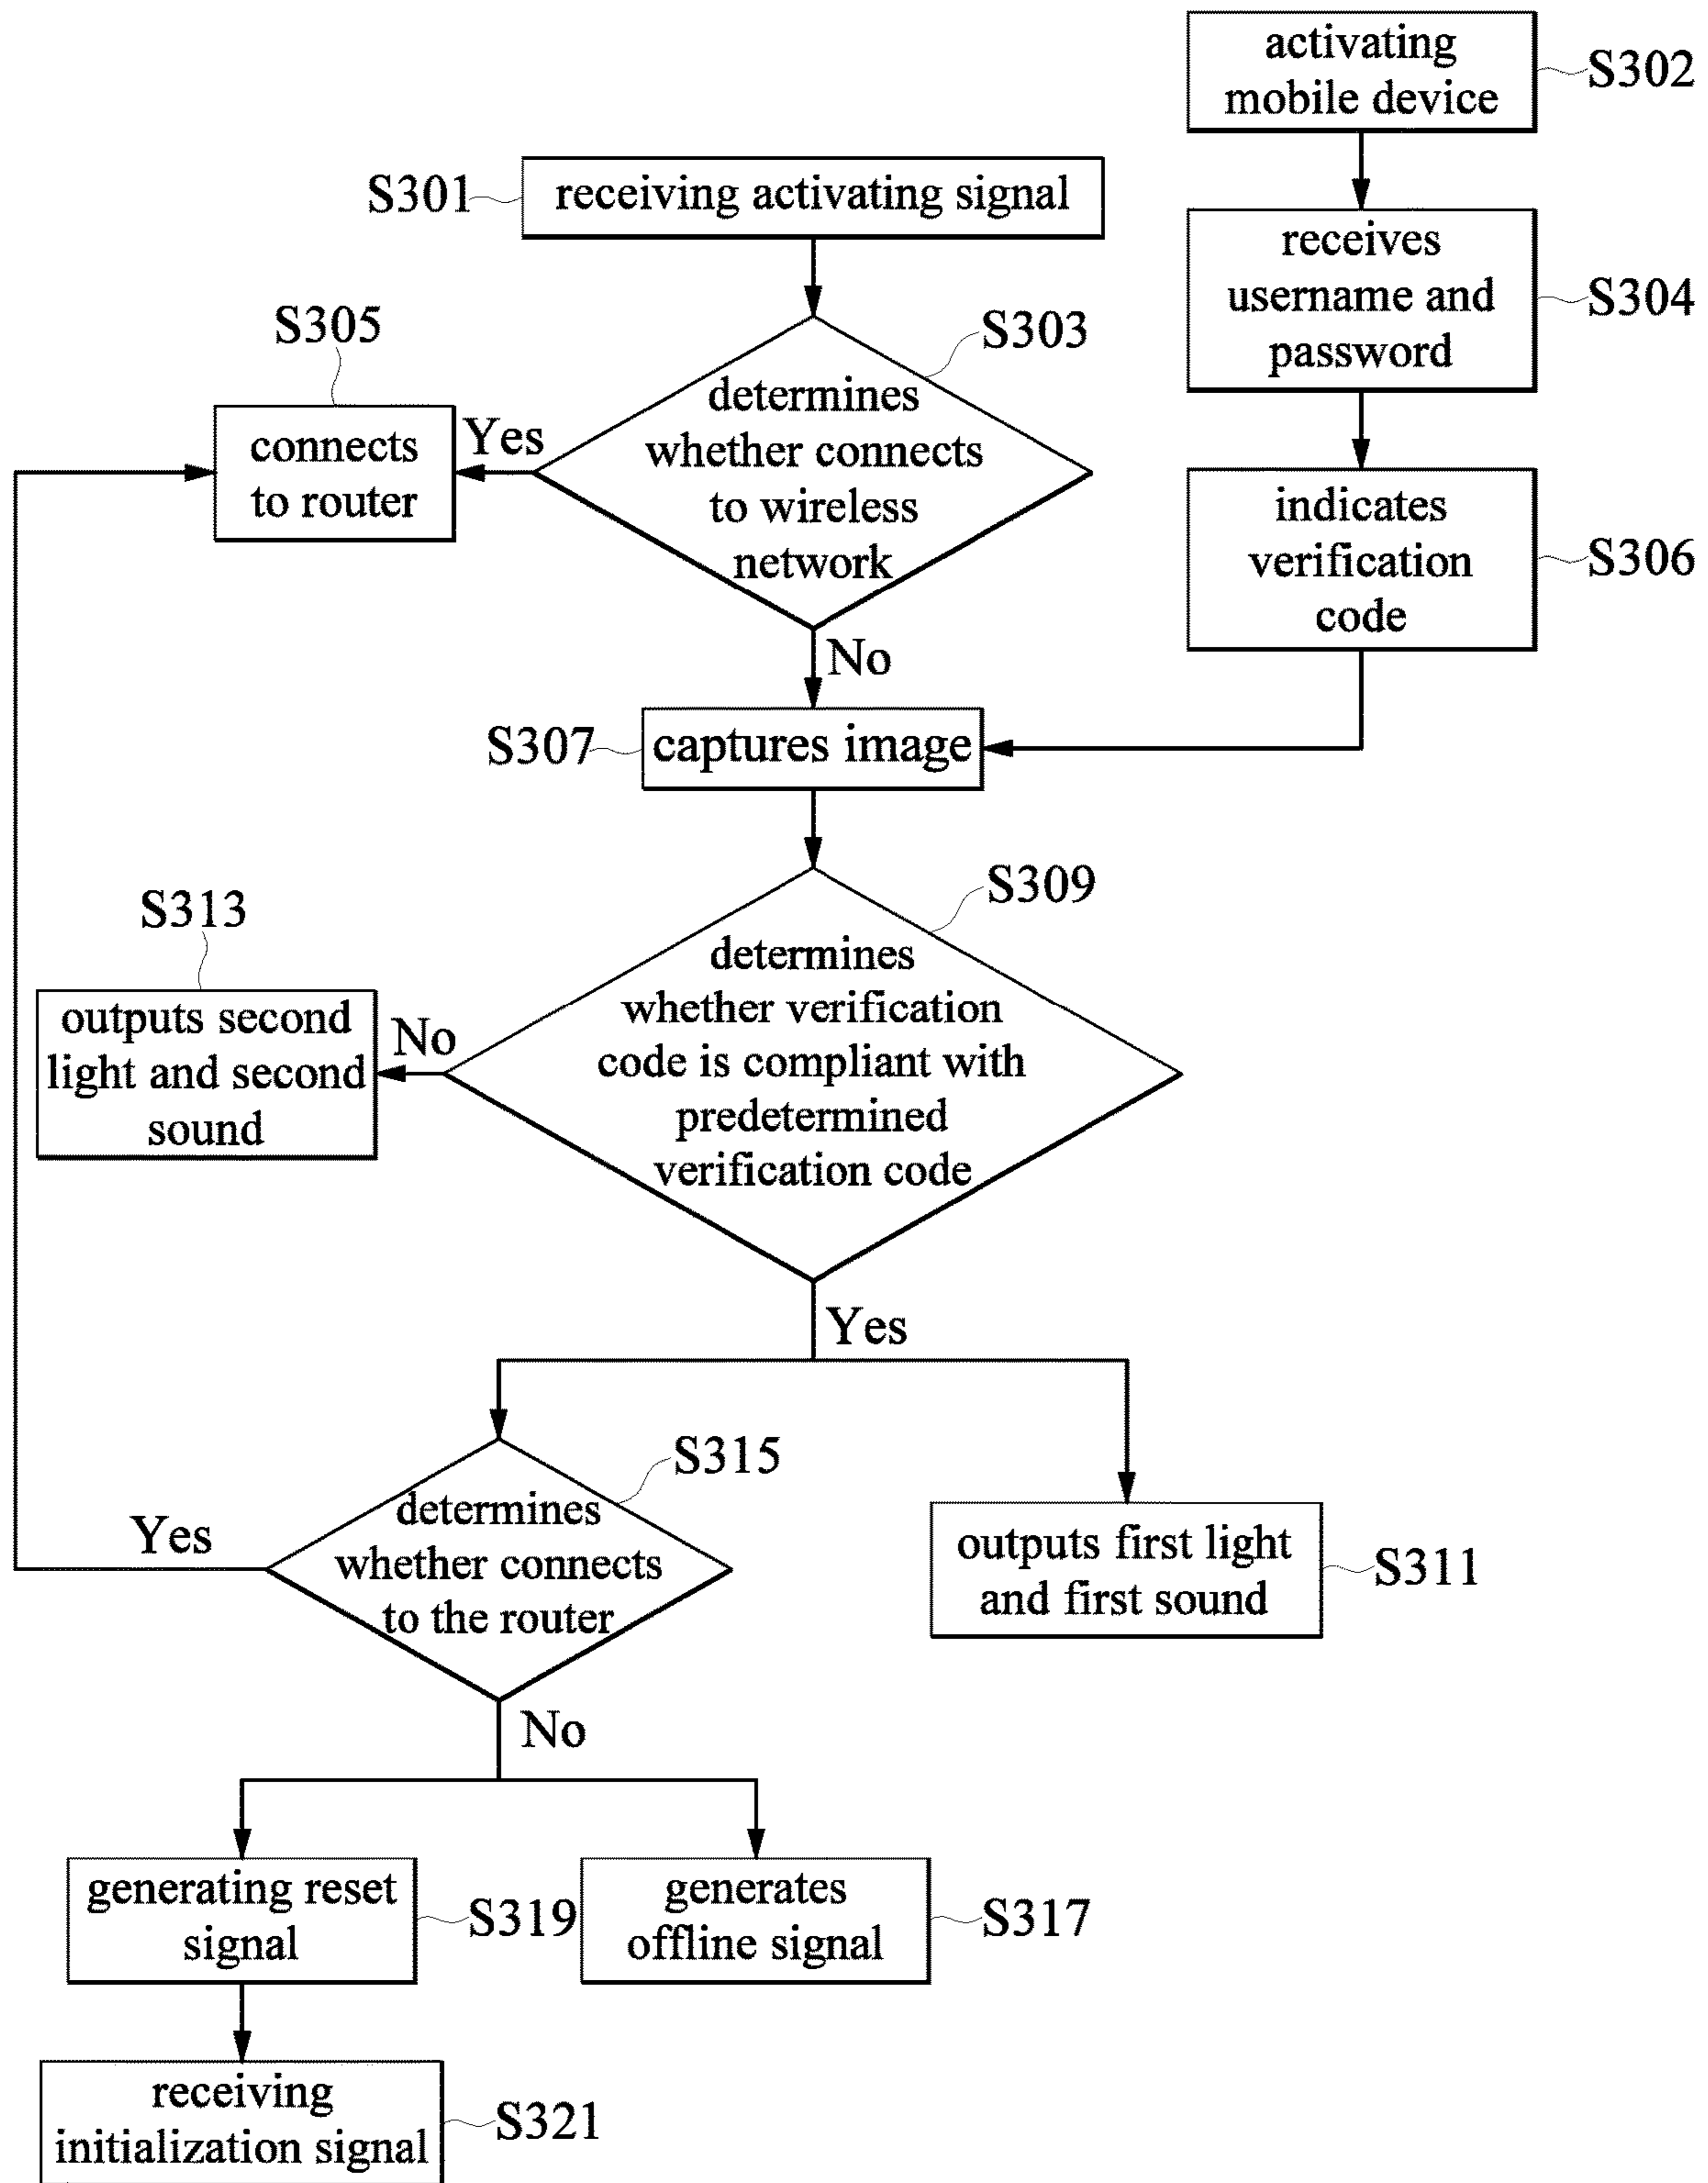 activating
mobile device
S302
S301
receiving activating signal
receives
username and
password
S304
S305
S303
connects
to router
Yes
determines
whether connects
to wireless
network
indicates
verification
code
S306
No
S307
captures image
S309
S313
outputs second
light and second
sound
No
determines
whether verification
code is compliant with
predetermined
verification code
Yes
S315
Yes
determines
whether connects
to the router
outputs first light
and first sound
S311
No
generating reset
signal
S319
generates
offline signal
S317
receiving
initialization signal
S321